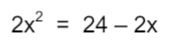 2x² = 24 – 2x